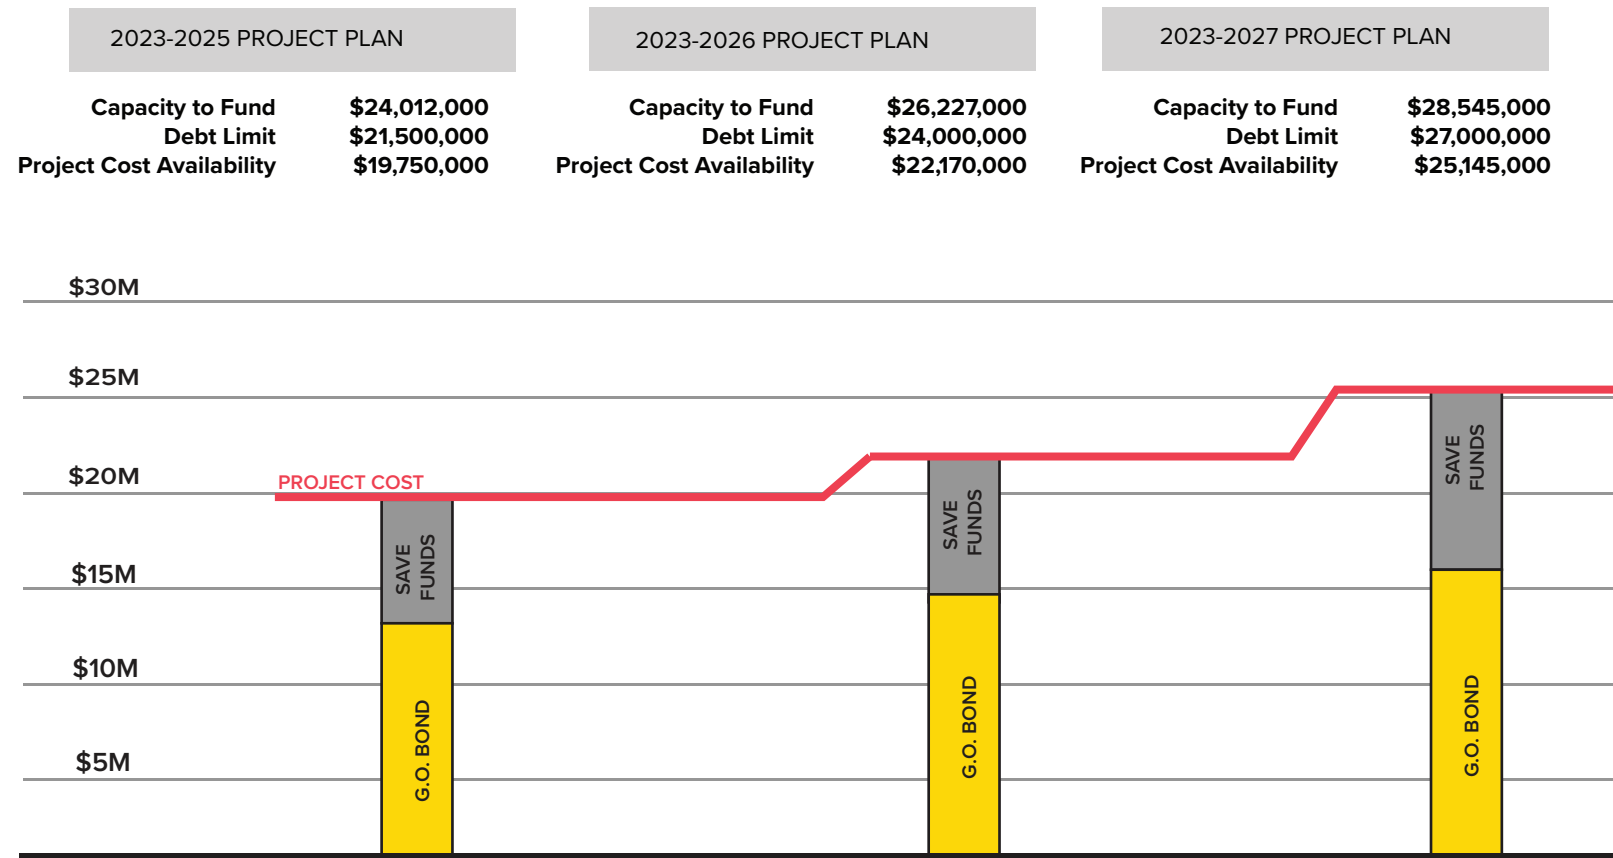 2023-2025 PROJECT PLAN
Capacity to Fund $24,012,000
Debt Limit $21,500,000
Project Cost Availability $19,750,000
2023-2026 PROJECT PLAN
Capacity to Fund $26,227,000
Debt Limit $24,000,000
Project Cost Availability $22,170,000
2023-2027 PROJECT PLAN
Capacity to Fund $28,545,000
Debt Limit $27,000,000
Project Cost Availability $25,145,000
$30M
$25M
$20M
$15M
$10M
$5M
PROJECT COST
SAVE
FUNDS
G.O. BOND
SAVE
FUNDS
G.O. BOND
SAVE
FUNDS
G.O. BOND